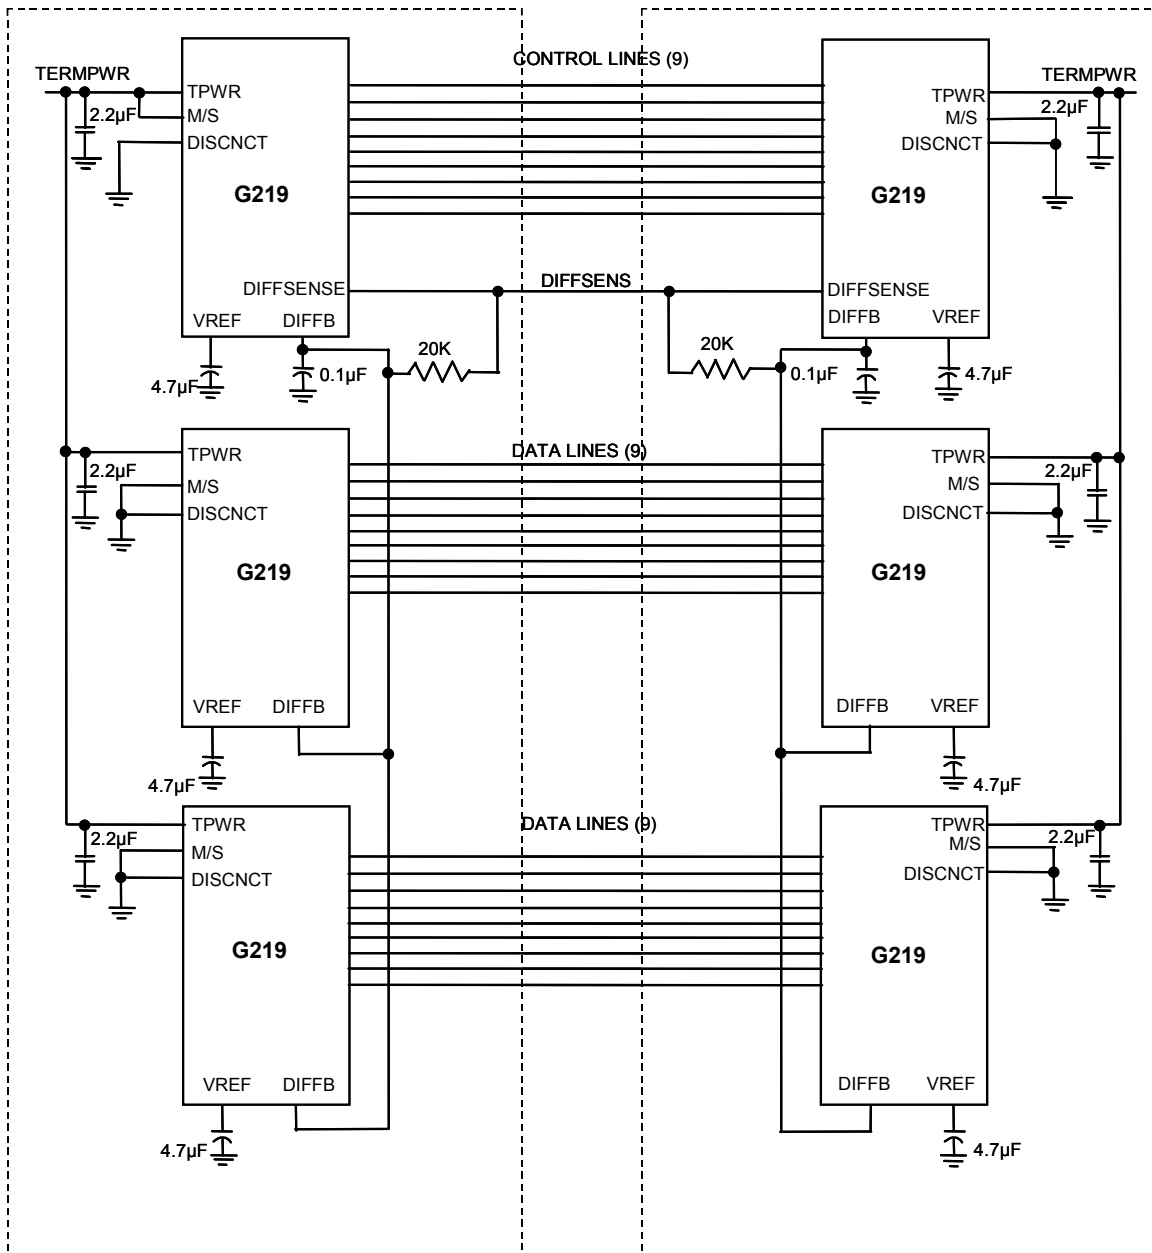 CONTROL LINES (9)
TERMPWR
TPWR
2.2µF
M/S
DISCNCT
G219
DIFFSENSE
VREF
DIFFB
4.7µF
0.1µF
20K
DIFFSENS
TERMPWR
TPWR
2.2µF
M/S
DISCNCT
G219
DIFFSENSE
DIFFB
VREF
20K
0.1µF
4.7µF
DATA LINES (9)
TPWR
2.2µF
M/S
DISCNCT
G219
VREF
DIFFB
4.7µF
TPWR
2.2µF
M/S
DISCNCT
G219
DIFFB
VREF
4.7µF
DATA LINES (9)
TPWR
2.2µF
M/S
DISCNCT
G219
VREF
DIFFB
4.7µF
TPWR
2.2µF
M/S
DISCNCT
G219
DIFFB
VREF
4.7µF